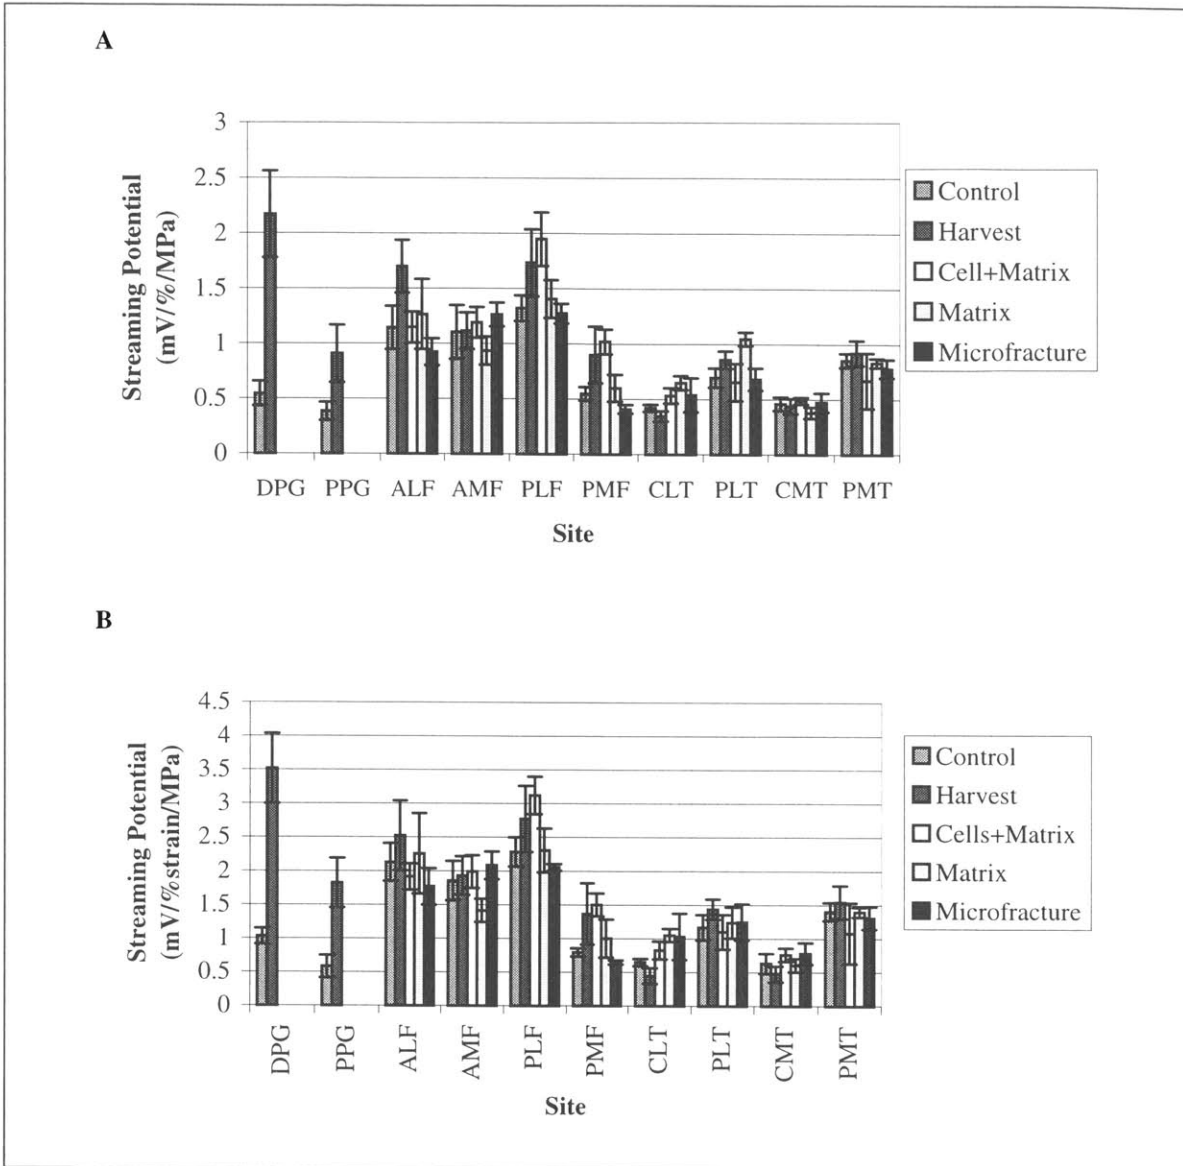 A
Streaming Potential
(mV/%/MPa)
3
2.5
2
1.5
1
0.5
0
DPG PPG ALF AMF PLF PMF CLT PLT CMT PMT
Site
Control
Harvest
Cell+Matrix
Matrix
Microfracture
B
Streaming Potential
(mV/%strain/MPa)
4.5
4
3.5
3
2.5
2
1.5
1
0.5
0
DPG PPG ALF AMF PLF PMF CLT PLT CMT PMT
Site
Control
Harvest
Cells+Matrix
Matrix
Microfracture